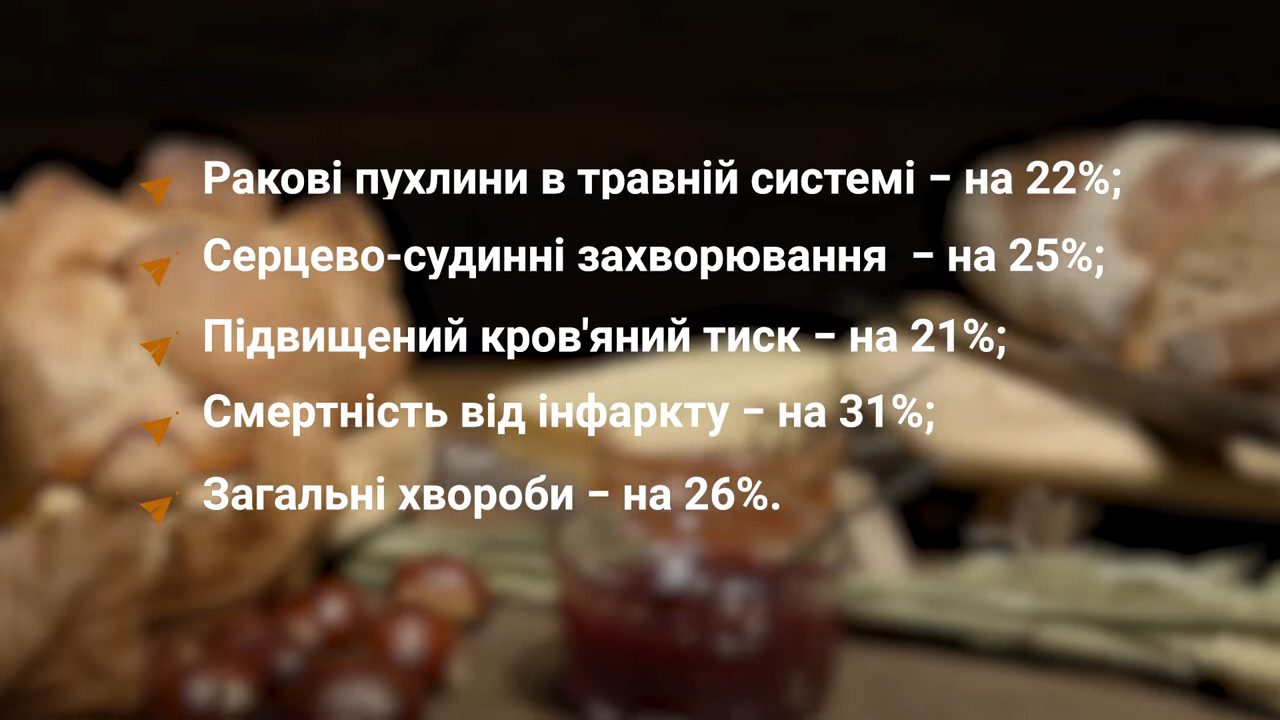 Ракові пухлини в травній системі – на 22%;
Серцево-судинні захворювання – на 25%;
Підвищений кров'яний тиск – на 21%;
Смертність від інфаркту – на 31%;
Загальні хвороби – на 26%.